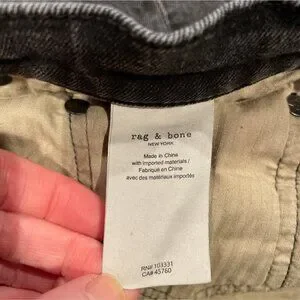 rag & bone
NEW YORK
Made in China
with imported materials /
Fabriqué en Chine
avec des matériaux importés
RN# 103331
CA# 45760